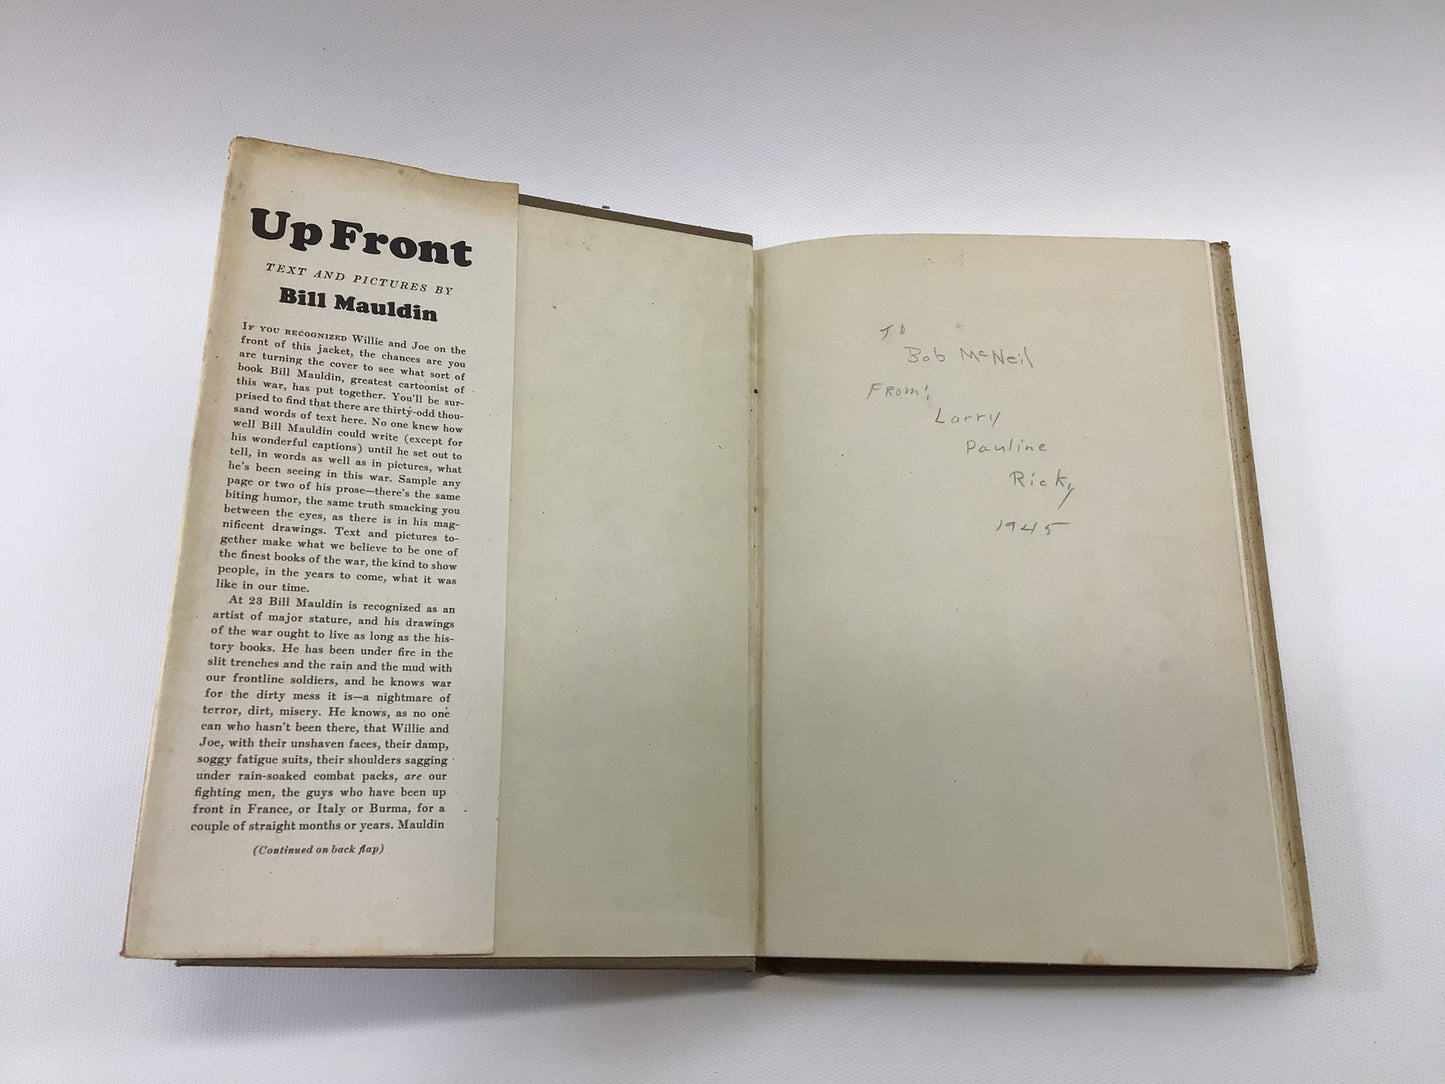 Up Front
TEXT AND PICTURES BY
Bill Mauldin
IF YOU RECOGNIZED Willie and Joe on the
front of this jacket, the chances are you
are turning the cover to see what sort of
book Bill Mauldin, greatest cartoonist of
this war, has put together. You'll be sur-
prised to find that there are thirty-odd thou-
sand words of text here. No one knew how
well Bill Mauldin could write (except for
his wonderful captions) until he set out to
tell, in words as well as in pictures, what
he's been seeing in this war. Sample any
page or two of his prose—there's the same
biting humor, the same truth smacking you
between the eyes, as there is in his mag-
nificent drawings. Text and pictures to-
gether make what we believe to be one of
the finest books of the war, the kind to show
people, in the years to come, what it was
like in our time.
At 23 Bill Mauldin is recognized as an
artist of major stature, and his drawings
of the war ought to live as long as the his-
tory books. He has been under fire in the
slit trenches and the rain and the mud with
our frontline soldiers, and he knows war
for the dirty mess it is—a nightmare of
terror, dirt, misery. He knows, as no one
can who hasn't been there, that Willie and
Joe, with their unshaven faces, their damp,
soggy fatigue suits, their shoulders sagging
under rain-soaked combat packs, are our
fighting men, the guys who have been up
front in France, or Italy or Burma, for a
couple of straight months or years. Mauldin
(Continued on back flap)
To
Bob McNeil
From:
Larry
Pauline
Ricky
1945